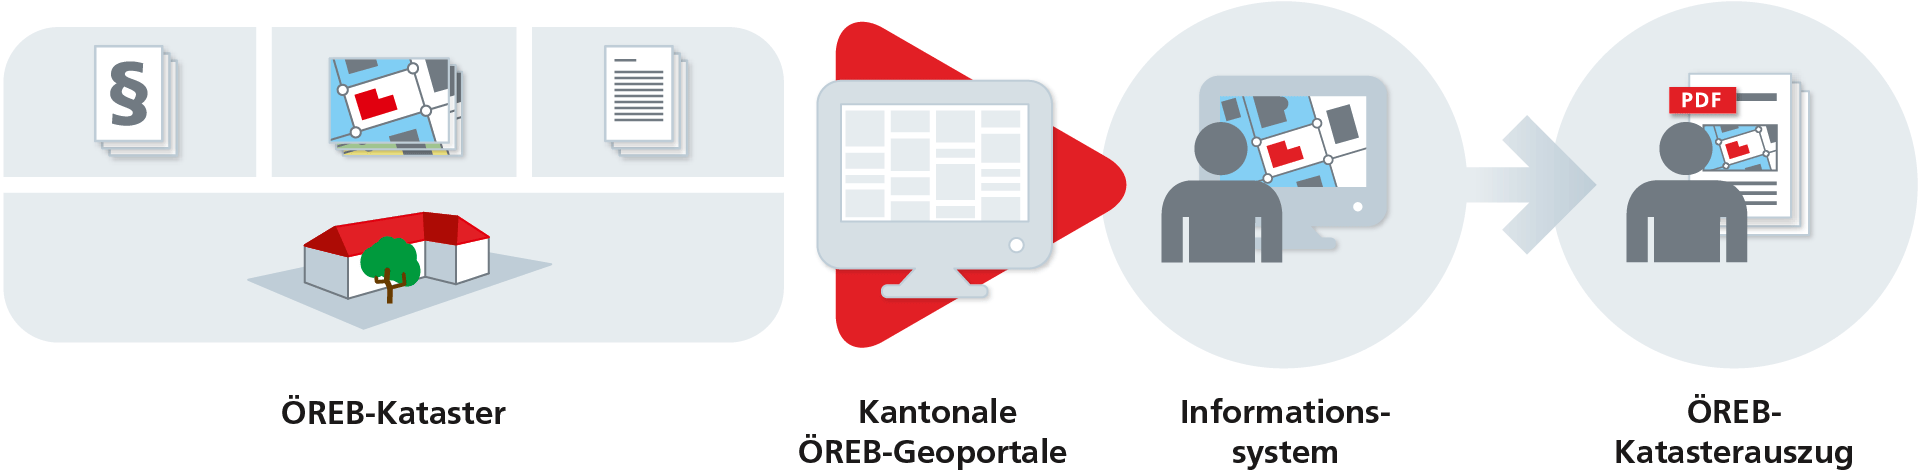 §
PDF
ÖREB-Kataster
Kantonale
ÖREB-Geoportale
Informations-
system
ÖREB-
Katasterauszug